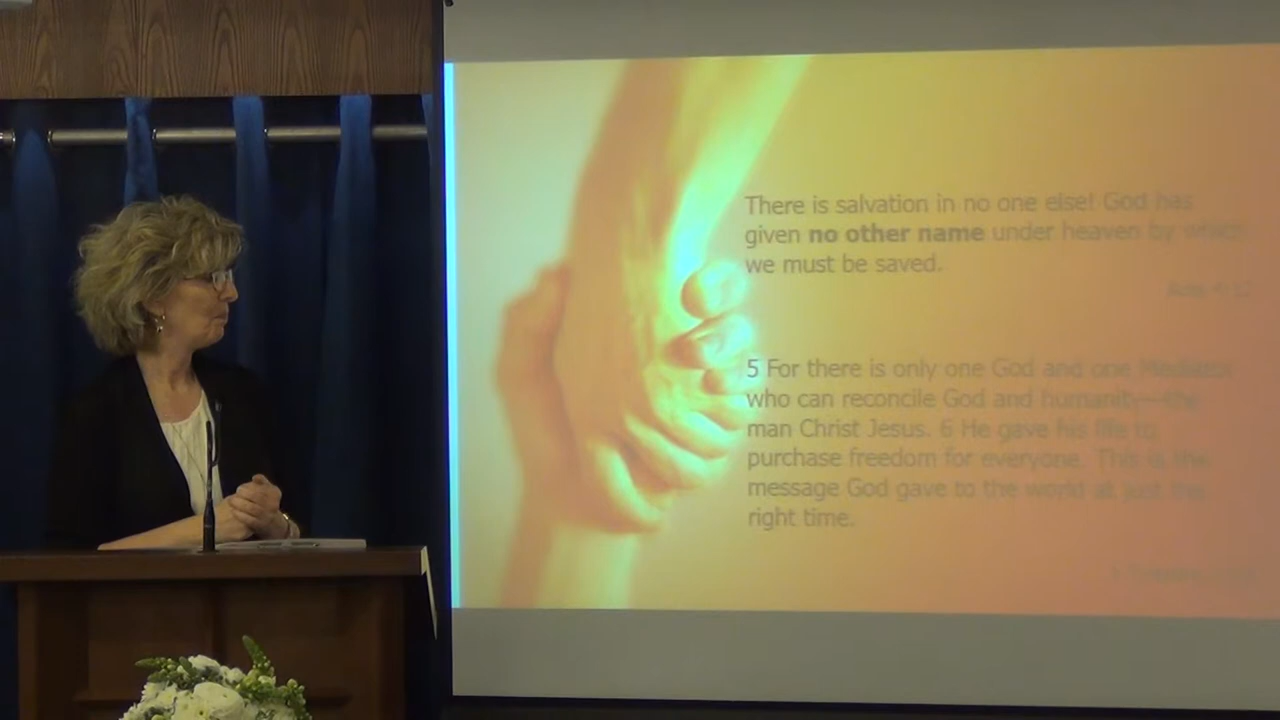 There is salvation in no one else! God has
given no other name under heaven by which
we must be saved.
Acts 4:12
5 For there is only one God and one Mediator
who can reconcile God and humanity—the
man Christ Jesus. 6 He gave his life to
purchase freedom for everyone. This is the
message God gave to the world at just the
right time.